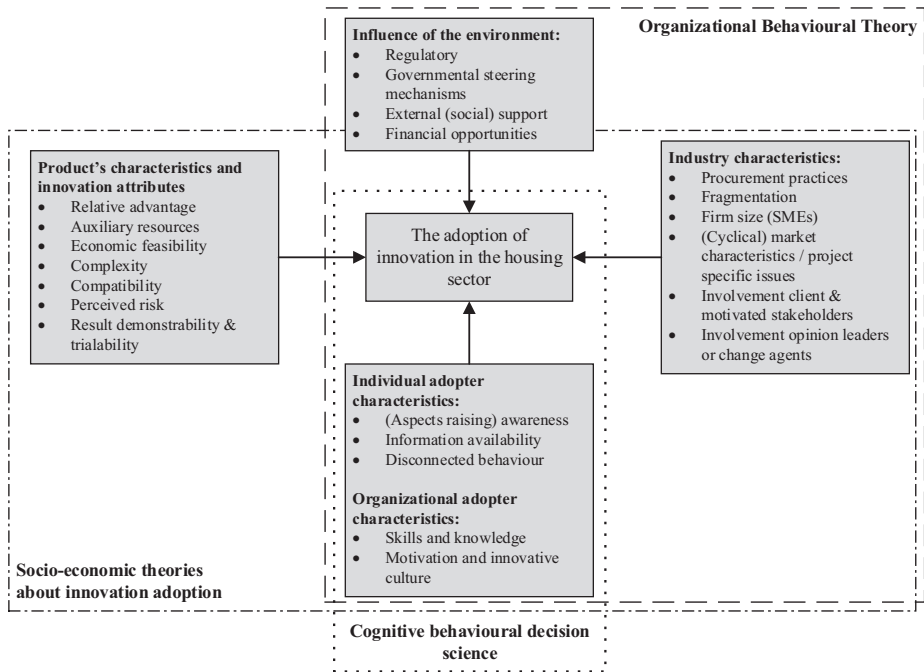 Organizational Behavioural Theory
Influence of the environment:
• Regulatory
• Governmental steering
mechanisms
• External (social) support
• Financial opportunities
Product's characteristics and
innovation attributes
• Relative advantage
• Auxiliary resources
• Economic feasibility
• Complexity
• Compatibility
• Perceived risk
• Result demonstrability &
trialability
The adoption of
innovation in the housing
sector
Industry characteristics:
• Procurement practices
• Fragmentation
• Firm size (SMEs)
• (Cyclical) market
characteristics / project
specific issues
• Involvement client &
motivated stakeholders
• Involvement opinion leaders
or change agents
Individual adopter
characteristics:
• (Aspects raising) awareness
• Information availability
• Disconnected behaviour
Organizational adopter
characteristics:
• Skills and knowledge
• Motivation and innovative
culture
Socio-economic theories
about innovation adoption
Cognitive behavioural decision
science